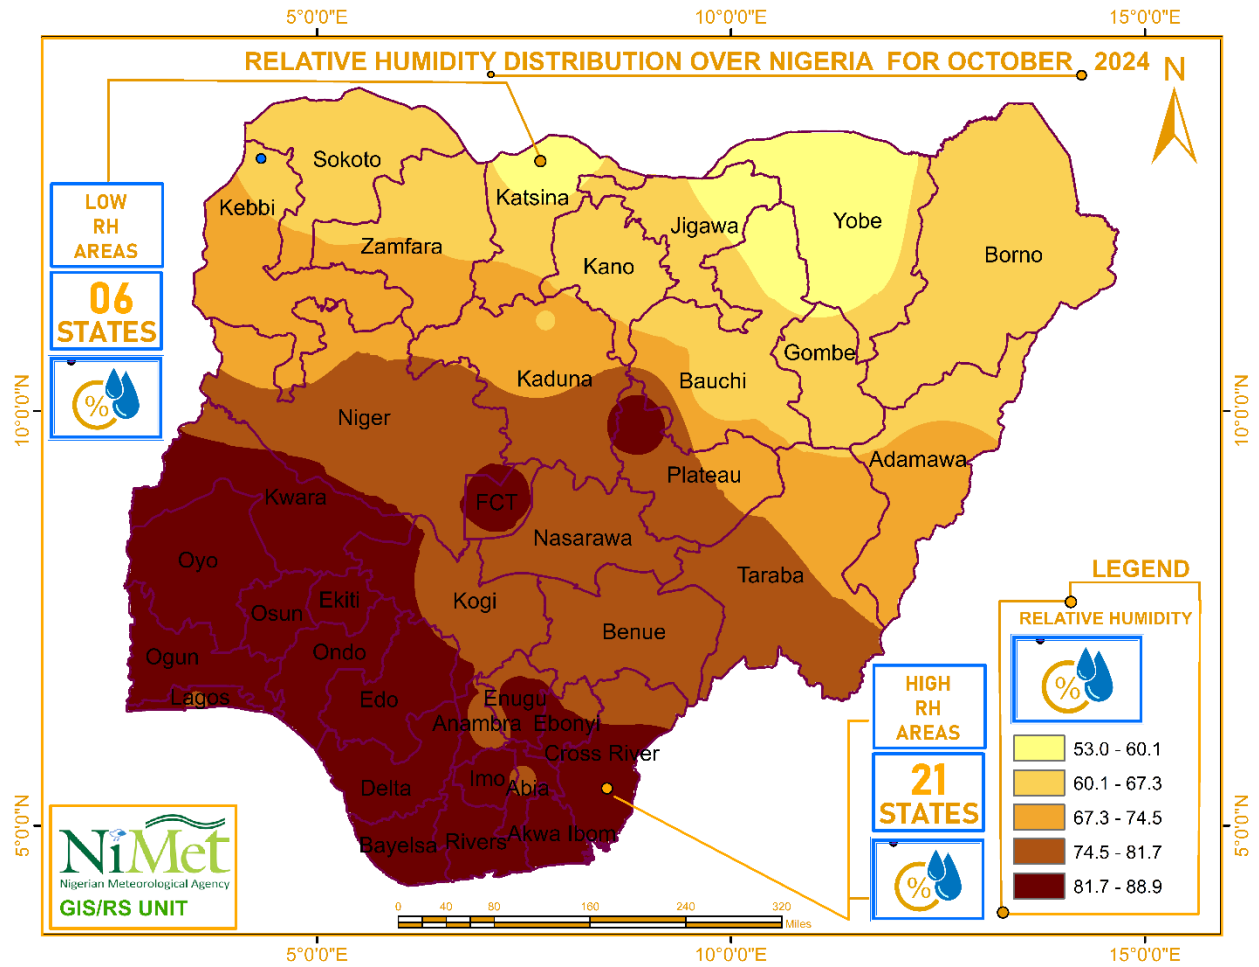 5°0'0"E
10°0'0"E
15°0'0"E
RELATIVE HUMIDITY DISTRIBUTION OVER NIGERIA FOR OCTOBER , 2024
N
LOW
RH
AREAS
06
STATES
%
10°0'0"N
5°0'0"N
10°0'0"N
5°0'0"N
Sokoto
Katsina
Kebbi
Jigawa
Yobe
Zamfara
Kano
Borno
Gombe
Kaduna
Bauchi
Niger
Adamawa
Plateau
Kwara
FCT
Nasarawa
Oyo
Taraba
Ekiti
Kogi
Osun
Benue
Ondo
Ogun
Lagos
Edo
Enugu
Anambra
Ebonyi
Cross River
Imo
Delta
Abia
Akwa Ibom
Bayelsa
Rivers
HIGH
RH
AREAS
21
STATES
%
LEGEND
RELATIVE HUMIDITY
%
53.0 - 60.1
60.1 - 67.3
67.3 - 74.5
74.5 - 81.7
81.7 - 88.9
NiMet
Nigerian Meteorological Agency
GIS/RS UNIT
0 40 80 160 240 320
Miles
5°0'0"E
10°0'0"E
15°0'0"E